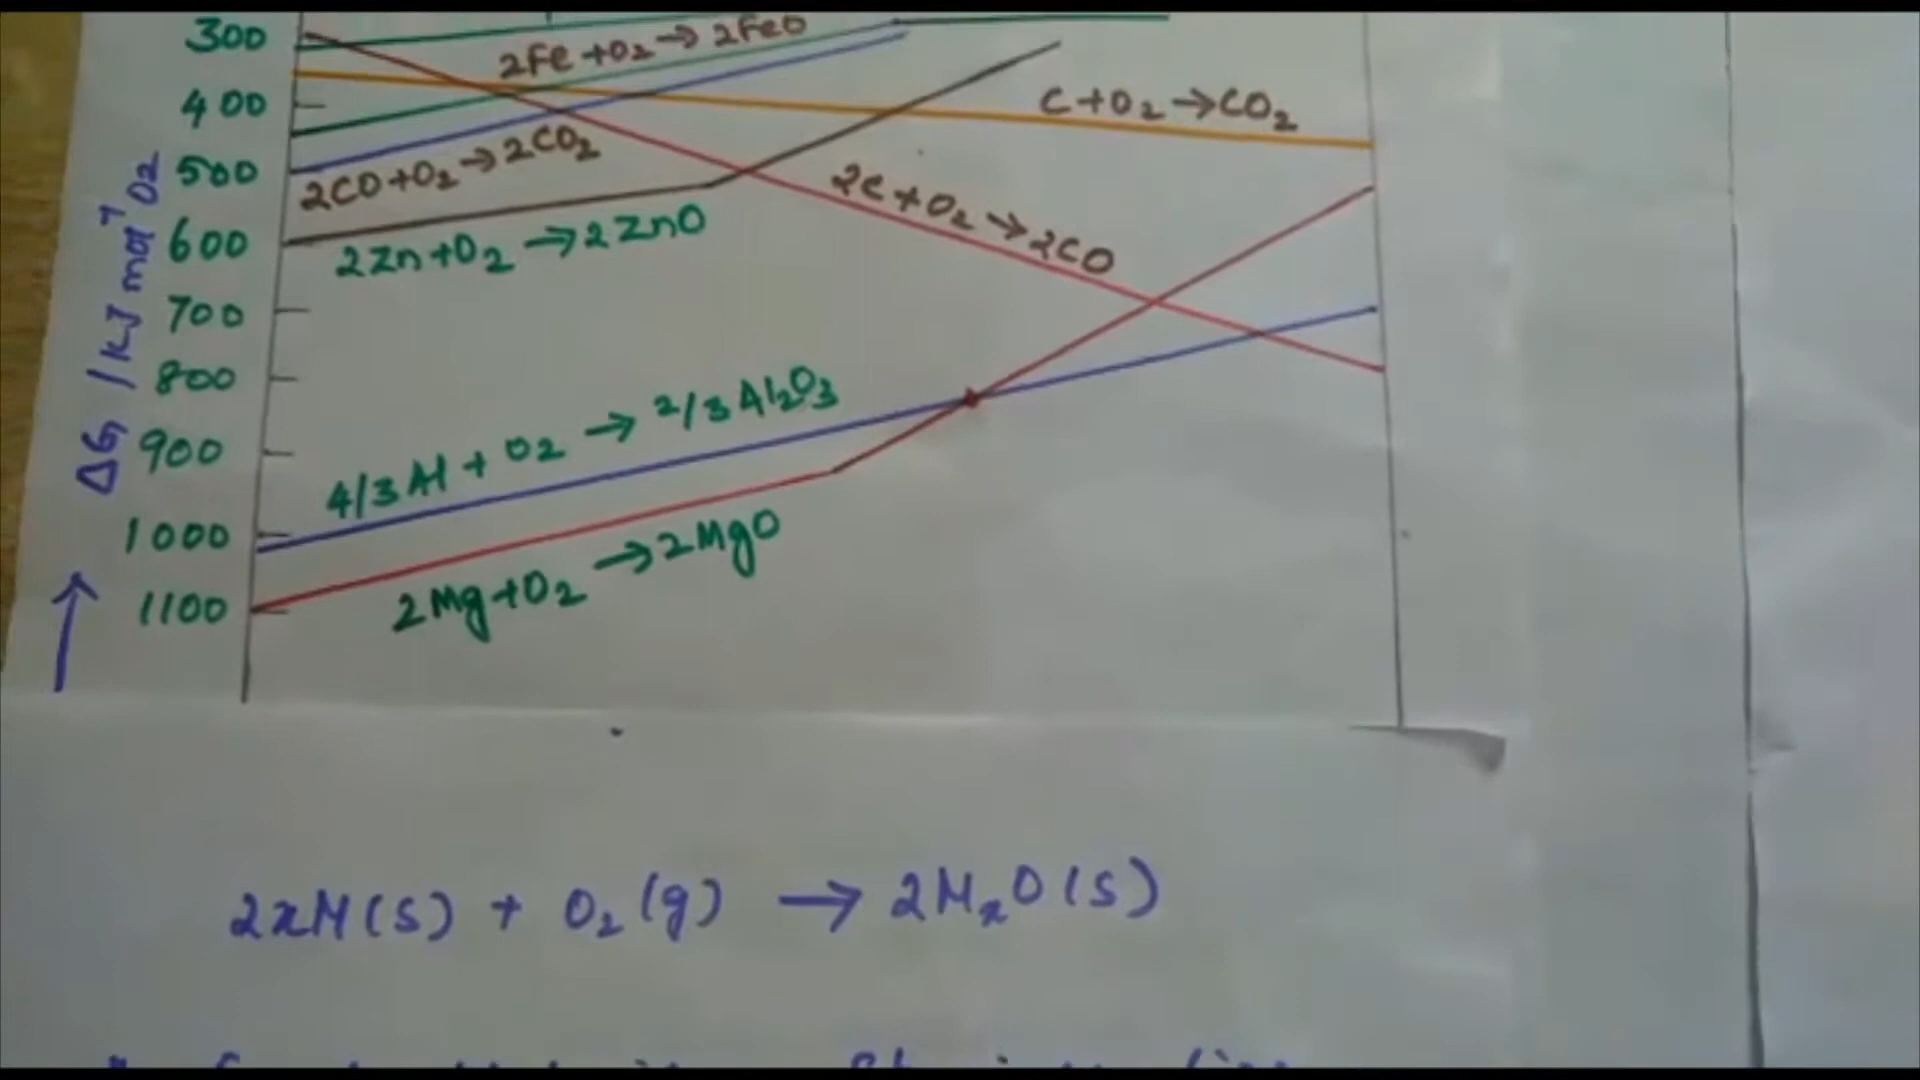 300
2Fe + O₂ → 2FeO
400
C + O₂ → CO₂
500
2CO + O₂ → 2CO₂
2C + O₂ → 2CO
600
2Zn + O₂ → 2ZnO
700
800
900
4/3 Al + O₂ → 2/3 Al₂O₃
1000
2Mg + O₂ → 2MgO
1100
ΔG /kJ mol⁻¹ O₂
2xM(s) + O₂(g) → 2MₓO(s)